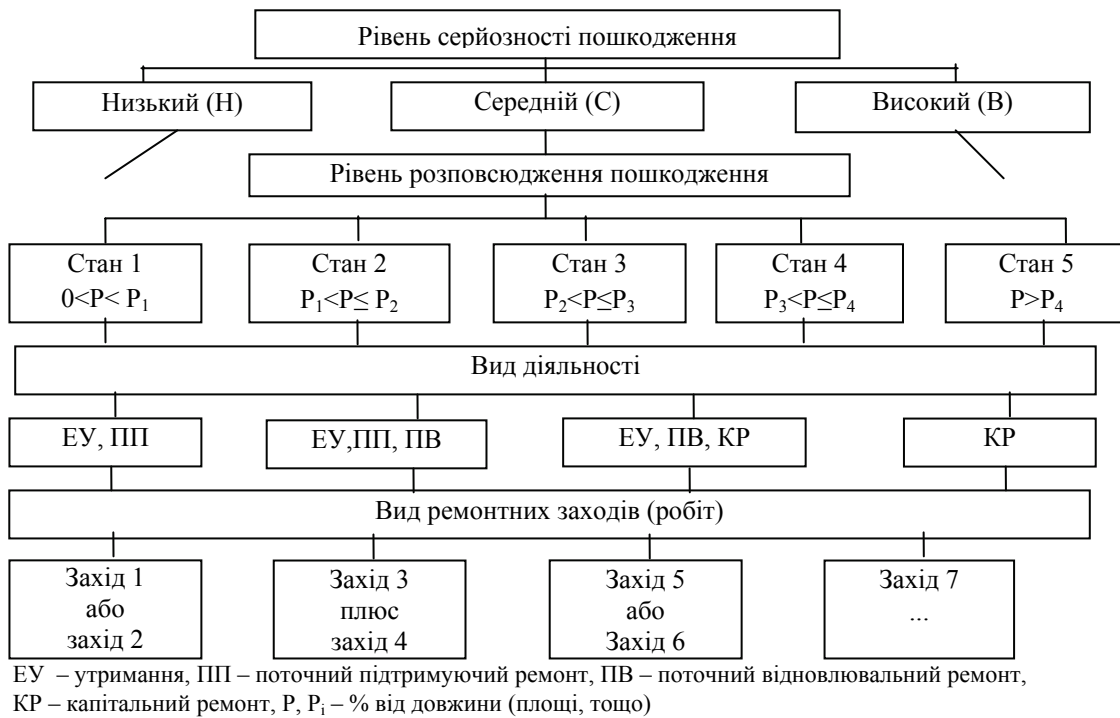 Рівень серйозності пошкодження
Низький (Н)
Середній (С)
Високий (В)
Рівень розповсюдження пошкодження
Стан 1
0<P< P₁
Стан 2
P₁<P≤ P₂
Стан 3
P₂<P≤P₃
Стан 4
P₃<P≤P₄
Стан 5
P>P₄
Вид діяльності
ЕУ, ПП
ЕУ,ПП, ПВ
ЕУ, ПВ, КР
КР
Вид ремонтних заходів (робіт)
Захід 1
або
захід 2
Захід 3
плюс
захід 4
Захід 5
або
Захід 6
Захід 7
...
ЕУ – утримання, ПП – поточний підтримуючий ремонт, ПВ – поточний відновлювальний ремонт,
КР – капітальний ремонт, Р, Рᵢ – % від довжини (площі, тощо)